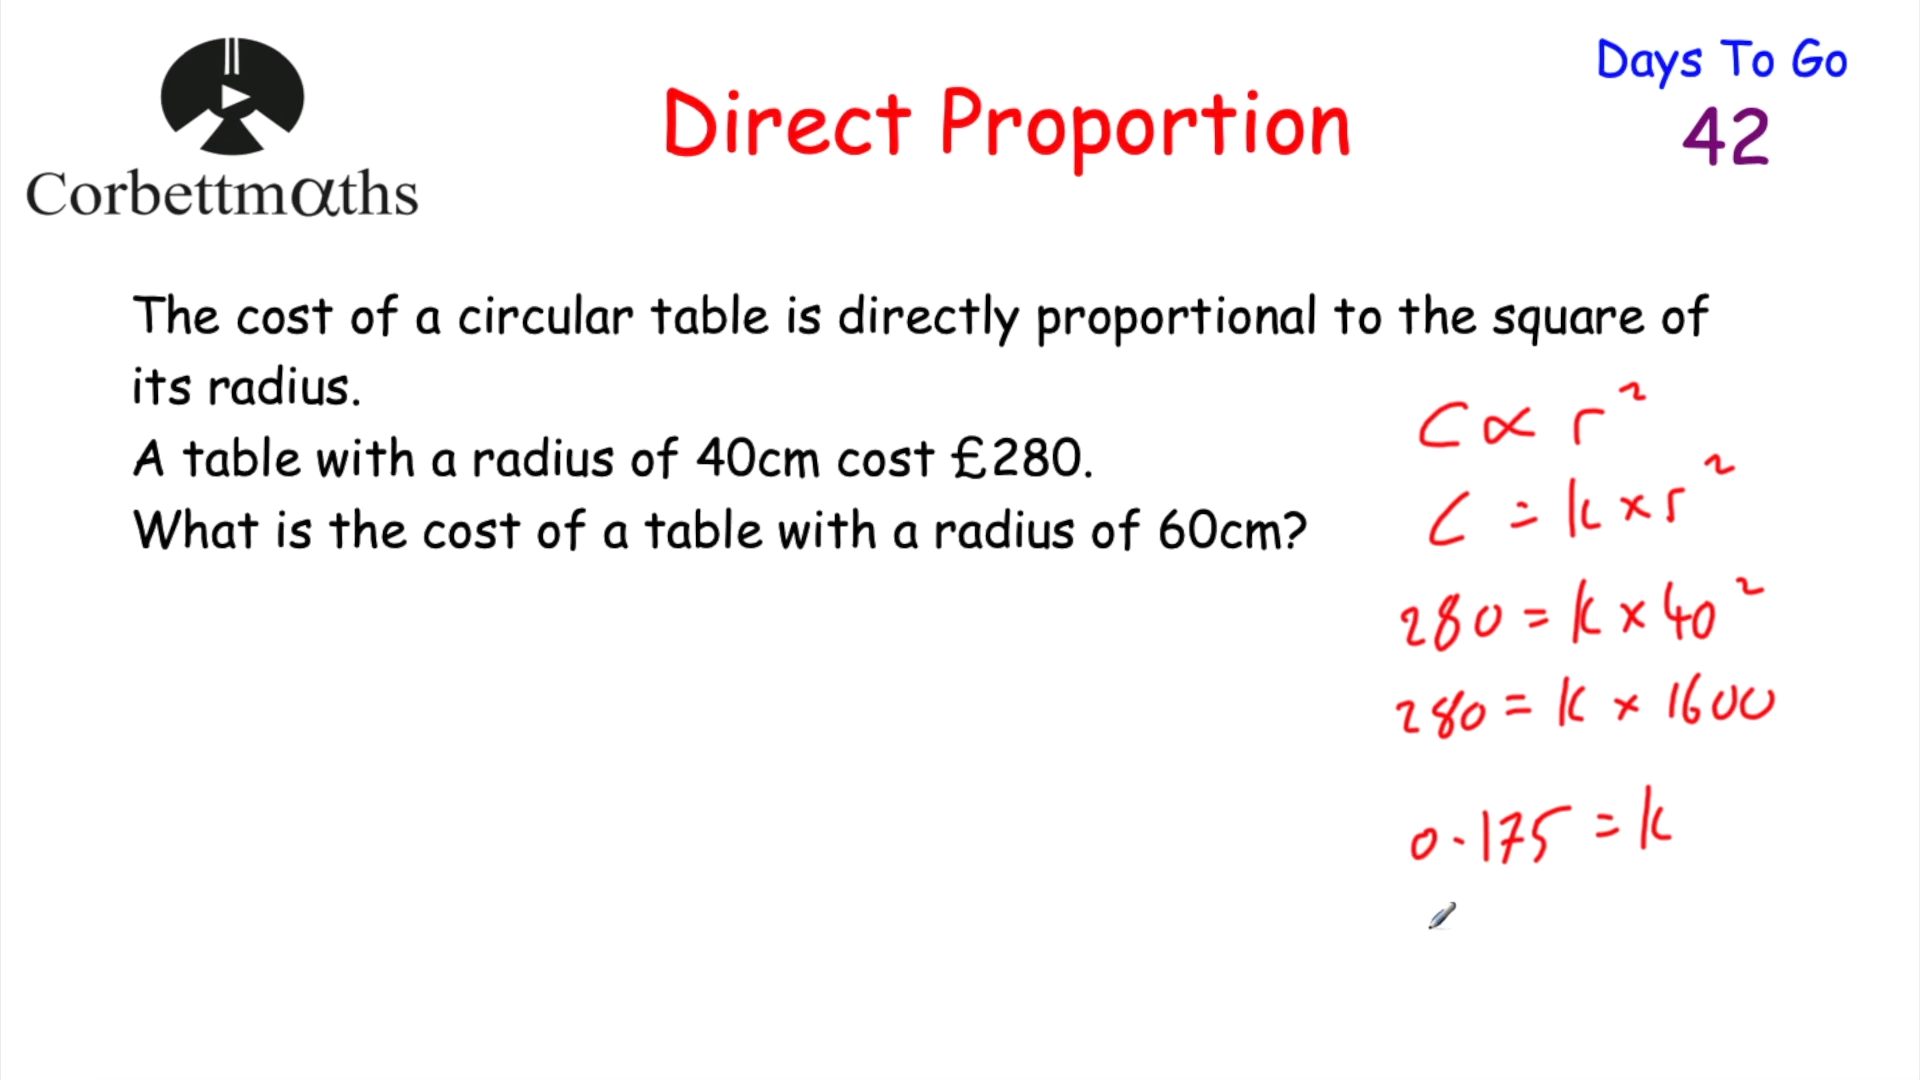 Corbettmαths
Direct Proportion
Days To Go
42
The cost of a circular table is directly proportional to the square of
its radius.
A table with a radius of 40cm cost £280.
What is the cost of a table with a radius of 60cm?
C ∝ r²
C = k × r²
280 = k × 40²
280 = k × 1600
0.175 = k